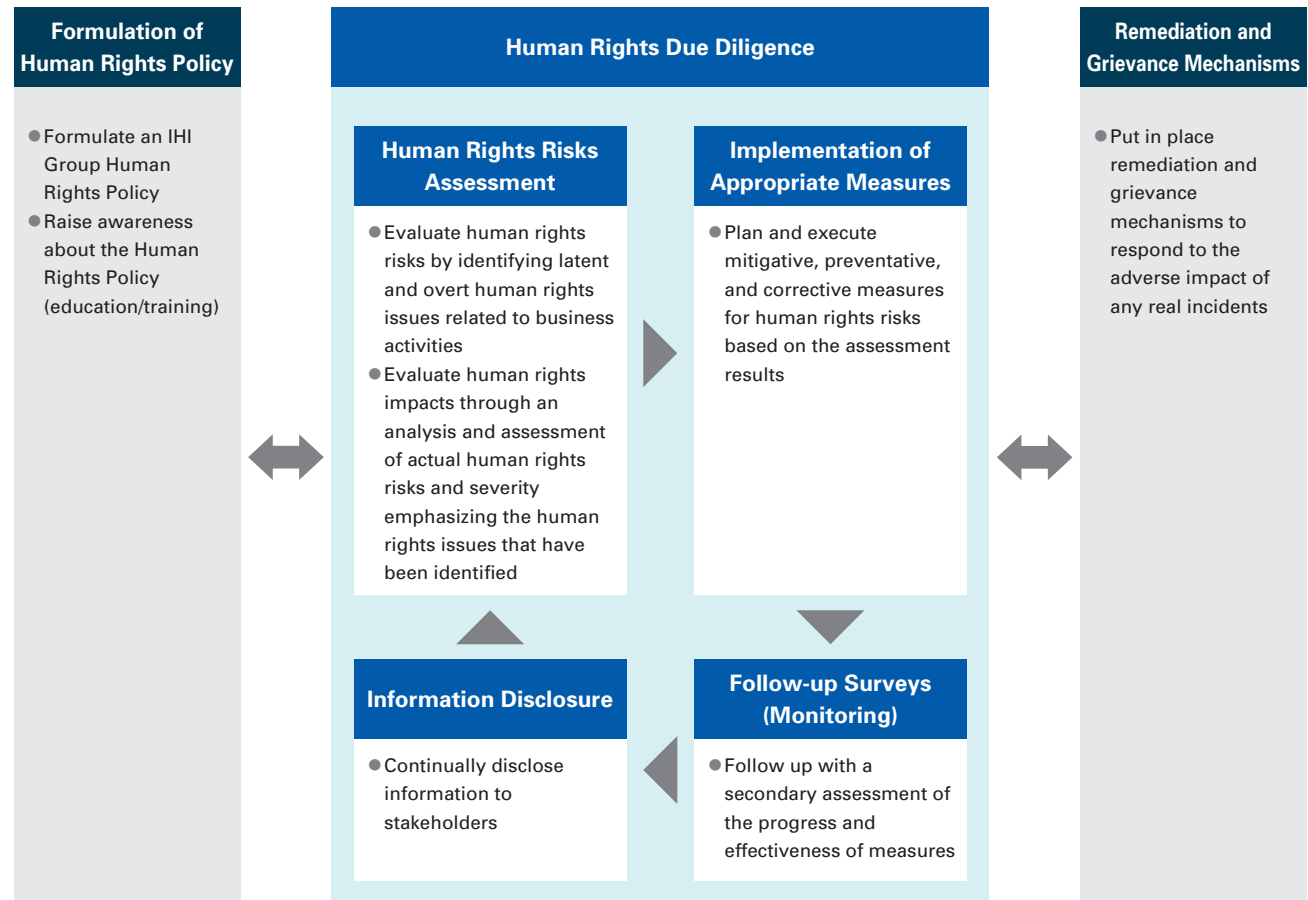 Formulation of
Human Rights Policy
● Formulate an IHI
Group Human
Rights Policy
● Raise awareness
about the Human
Rights Policy
(education/training)
Human Rights Due Diligence
Human Rights Risks
Assessment
● Evaluate human rights
risks by identifying latent
and overt human rights
issues related to business
activities
● Evaluate human rights
impacts through an
analysis and assessment
of actual human rights
risks and severity
emphasizing the human
rights issues that have
been identified
Implementation of
Appropriate Measures
● Plan and execute
mitigative, preventative,
and corrective measures
for human rights risks
based on the assessment
results
Follow-up Surveys
(Monitoring)
● Follow up with a
secondary assessment of
the progress and
effectiveness of measures
Information Disclosure
● Continually disclose
information to
stakeholders
Remediation and
Grievance Mechanisms
● Put in place
remediation and
grievance
mechanisms to
respond to the
adverse impact of
any real incidents